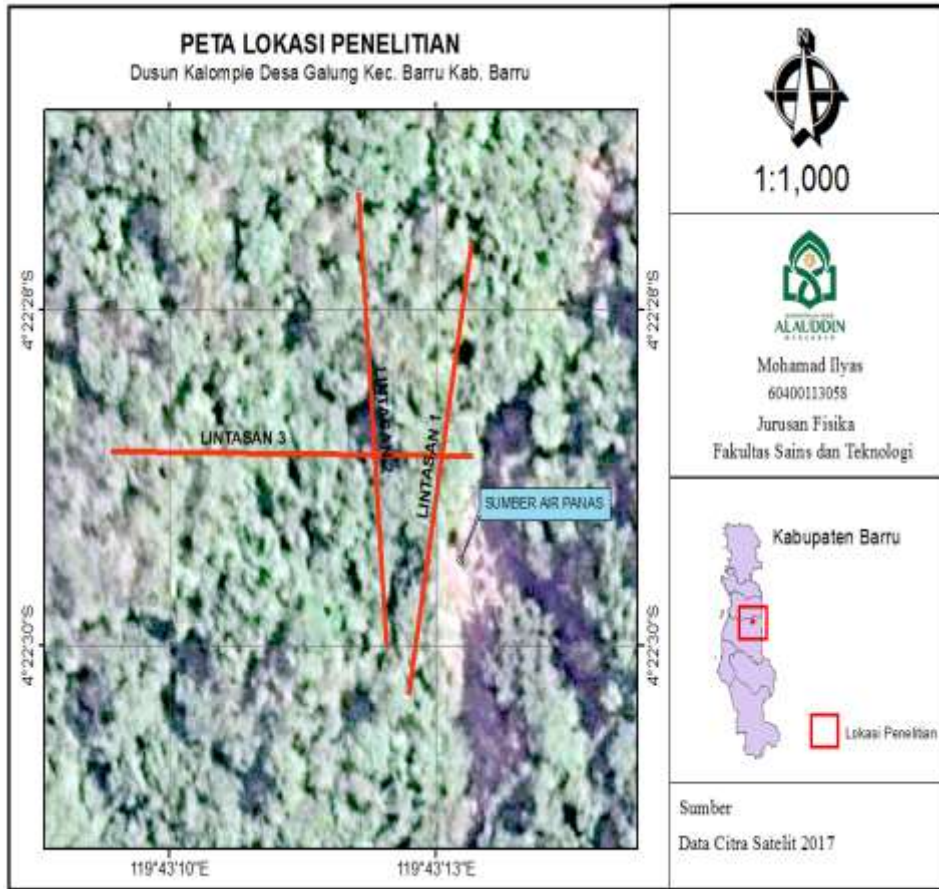 PETA LOKASI PENELITIAN
Dusun Kalompie Desa Galung Kec. Barru Kab. Barru
4°22'28"S
4°22'28"S
LINTASAN 2
LINTASAN 1
LINTASAN 3
SUMBER AIR PANAS
4°22'30"S
4°22'30"S
119°43'10"E
119°43'13"E
N
1:1,000
ALAUDDIN
Mohamad Ilyas
60400113058
Jurusan Fisika
Fakultas Sains dan Teknologi
Kabupaten Barru
Lokasi Penelitian
Sumber
Data Citra Satelit 2017